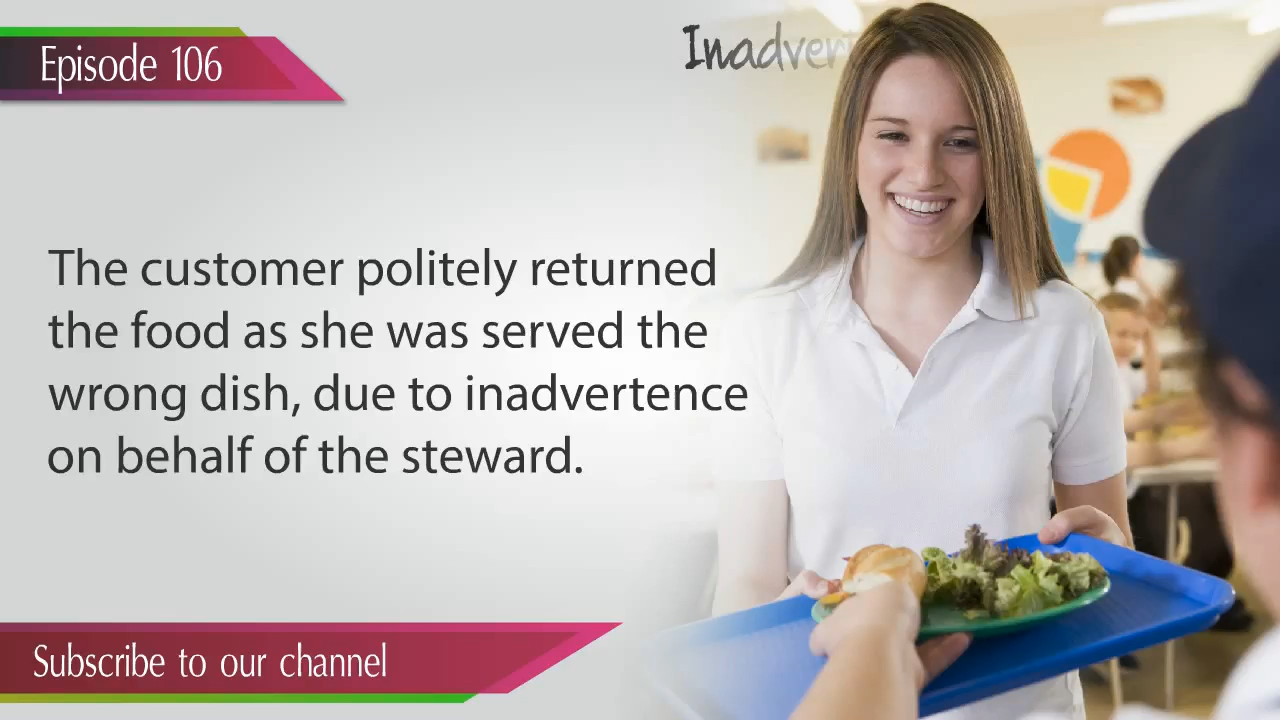 Episode 106
Inadver
The customer politely returned
the food as she was served the
wrong dish, due to inadvertence
on behalf of the steward.
Subscribe to our channel